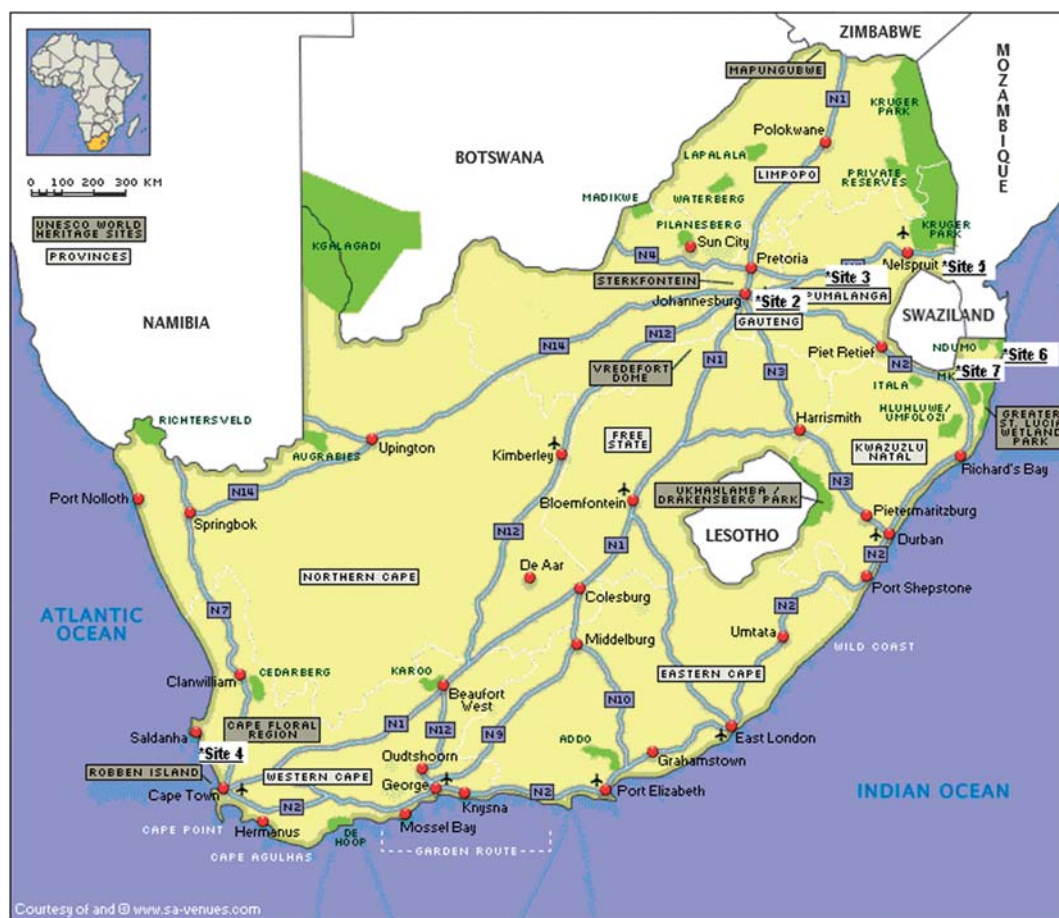 ZIMBABWE
MAPUNGUBWE
MOZAMBIQUE
N1
KRUGER
PARK
Polokwane
BOTSWANA
LAPALALA
0 100 200 300 KM
LIMPOPO
PRIVATE
RESERVES
MADIKWE
WATERBERG
UNESCO WORLD
HERITAGE SITES
PROVINCES
KGALAGADI
PILANESBERG
Sun City
KRUGER
PARK
N4
Pretoria
Nelspruit
*Site 5
STERKFONTEIN
*Site 3
Johannesburg
*Site 2
PUMALANGA
GAUTENG
NAMIBIA
N12
SWAZILAND
N14
N1
N3
Piet Retief
N2
NDUMO
*Site 6
VREDEFORT
DOME
MK
*Site 7
ITALA
RICHTERSVELD
HLUHLUWE/
UMFOLOZI
GREATER
ST. LUCIA
WETLAND
PARK
Harrismith
FREE
STATE
Upington
AUGRABIES
Kimberley
KWAZUZLU
NATAL
Richard's Bay
N14
Port Nolloth
Springbok
Bloemfontein
UKHAHLAMBA /
DRAKENSBERG PARK
N3
Pietermaritzburg
N12
LESOTHO
Durban
N1
N2
De Aar
NORTHERN CAPE
Colesburg
Port Shepstone
ATLANTIC
OCEAN
N7
N2
Middelburg
Umtata
WILD COAST
Clanwilliam
CEDARBERG
KAROO
Beaufort
West
EASTERN CAPE
N10
Saldanha
CAPE FLORAL
REGION
N1
N12
N9
East London
*Site 4
ADDO
Grahamstown
ROBBEN ISLAND
WESTERN CAPE
Oudtshoorn
Cape Town
George
Knysna
N2
Port Elizabeth
INDIAN OCEAN
N2
CAPE POINT
Hermanus
DE
HOOP
Mossel Bay
CAPE AGULHAS
GARDEN ROUTE
Courtesy of and © www.sa-venues.com